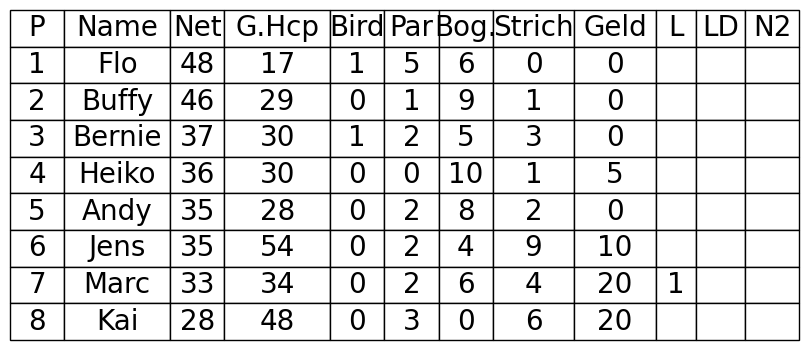 P Name Net G.Hcp Bird Par Bog. Strich Geld L LD N2
1 Flo 48 17 1 5 6 0 0
2 Buffy 46 29 0 1 9 1 0
3 Bernie 37 30 1 2 5 3 0
4 Heiko 36 30 0 0 10 1 5
5 Andy 35 28 0 2 8 2 0
6 Jens 35 54 0 2 4 9 10
7 Marc 33 34 0 2 6 4 20 1
8 Kai 28 48 0 3 0 6 20